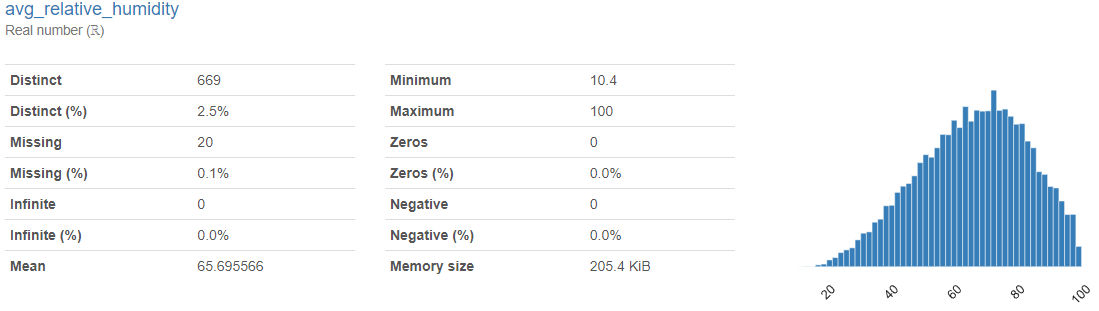 avg_relative_humidity
Real number (ℝ)
Distinct 669
Distinct (%) 2.5%
Missing 20
Missing (%) 0.1%
Infinite 0
Infinite (%) 0.0%
Mean 65.695566
Minimum 10.4
Maximum 100
Zeros 0
Zeros (%) 0.0%
Negative 0
Negative (%) 0.0%
Memory size 205.4 KiB
20 40 60 80 100